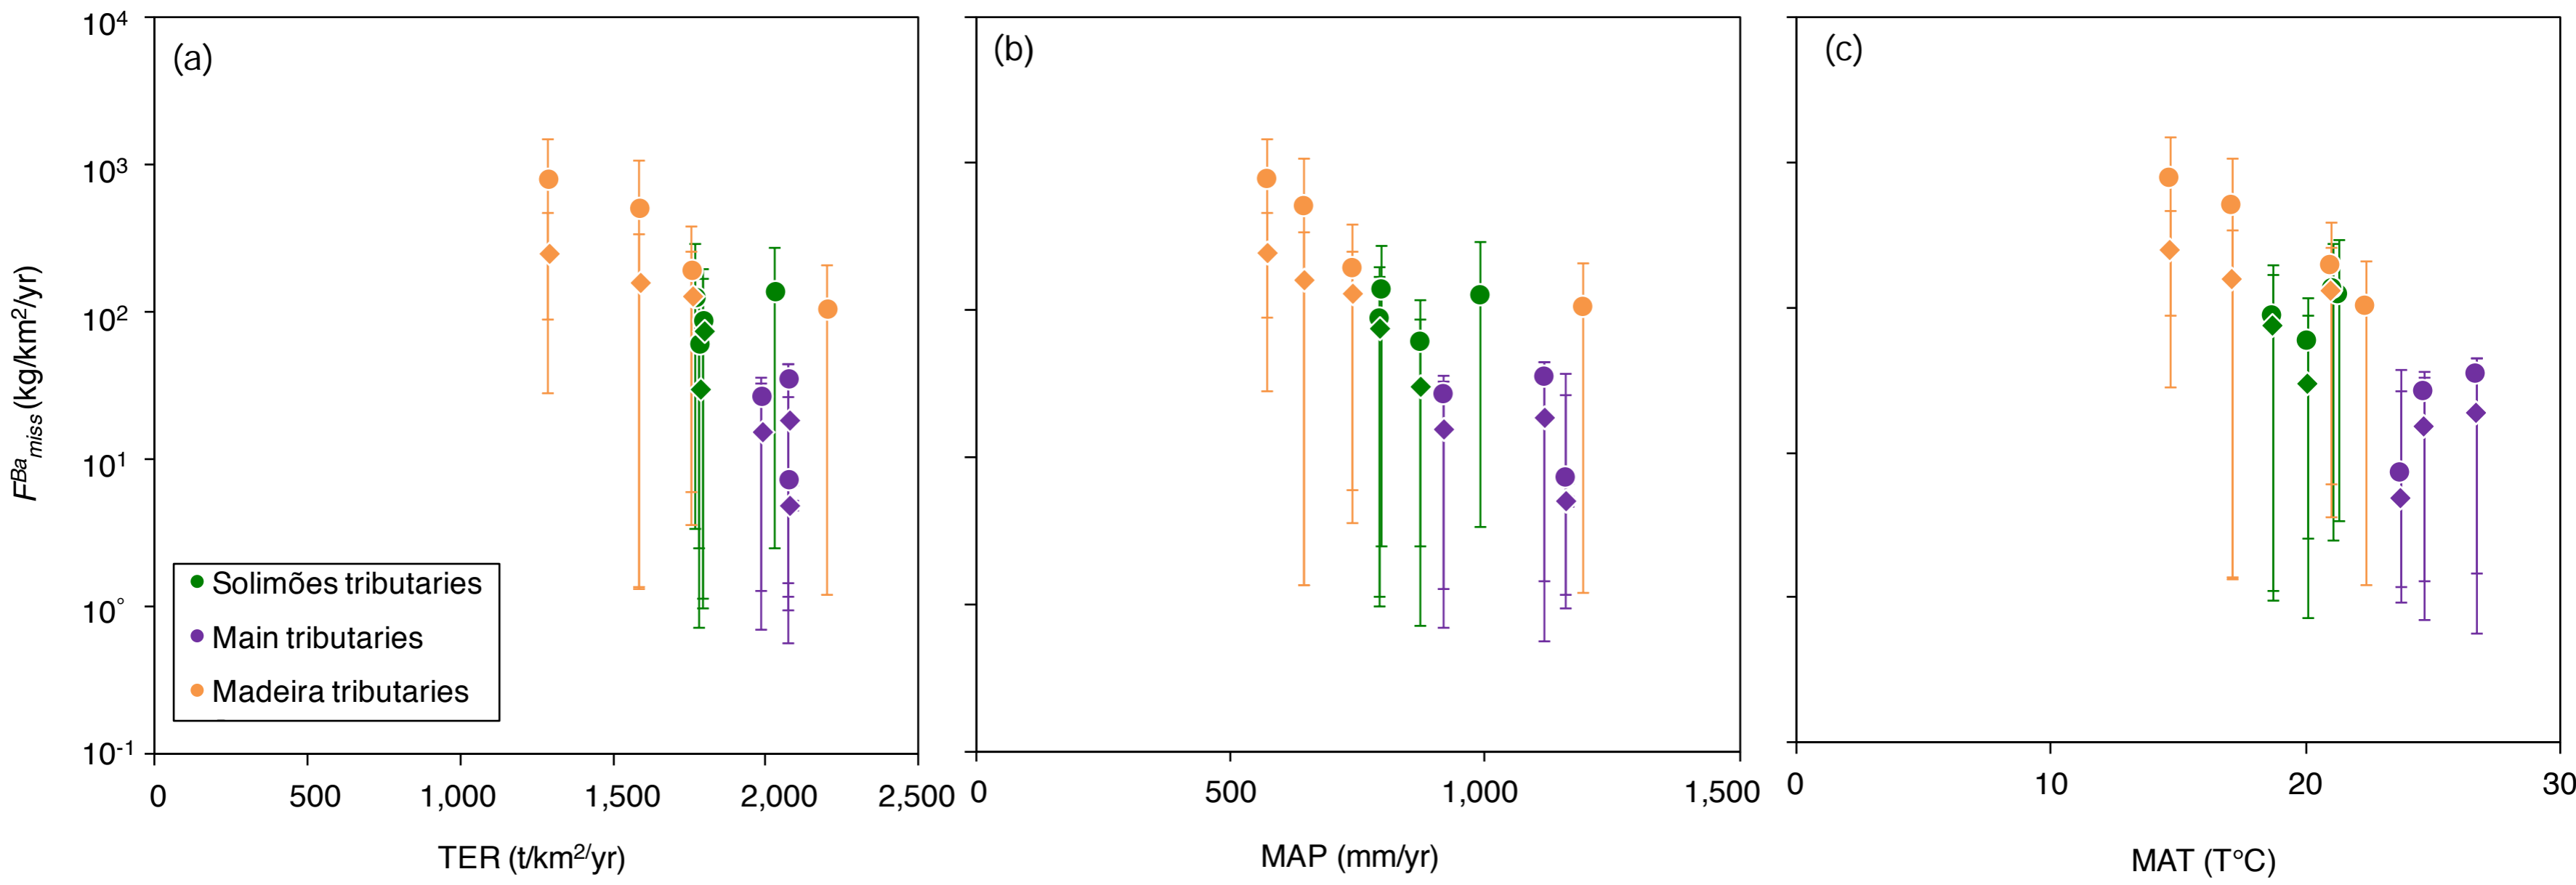 (a)
(b)
(c)
10⁴
10³
10²
10¹
10°
10⁻¹
Fᴮᵃmiss (kg/km²/yr)
Solimões tributaries
Main tributaries
Madeira tributaries
0 500 1,000 1,500 2,000 2,500
0 500 1,000 1,500
0 10 20 30
TER (t/km²/yr)
MAP (mm/yr)
MAT (T°C)